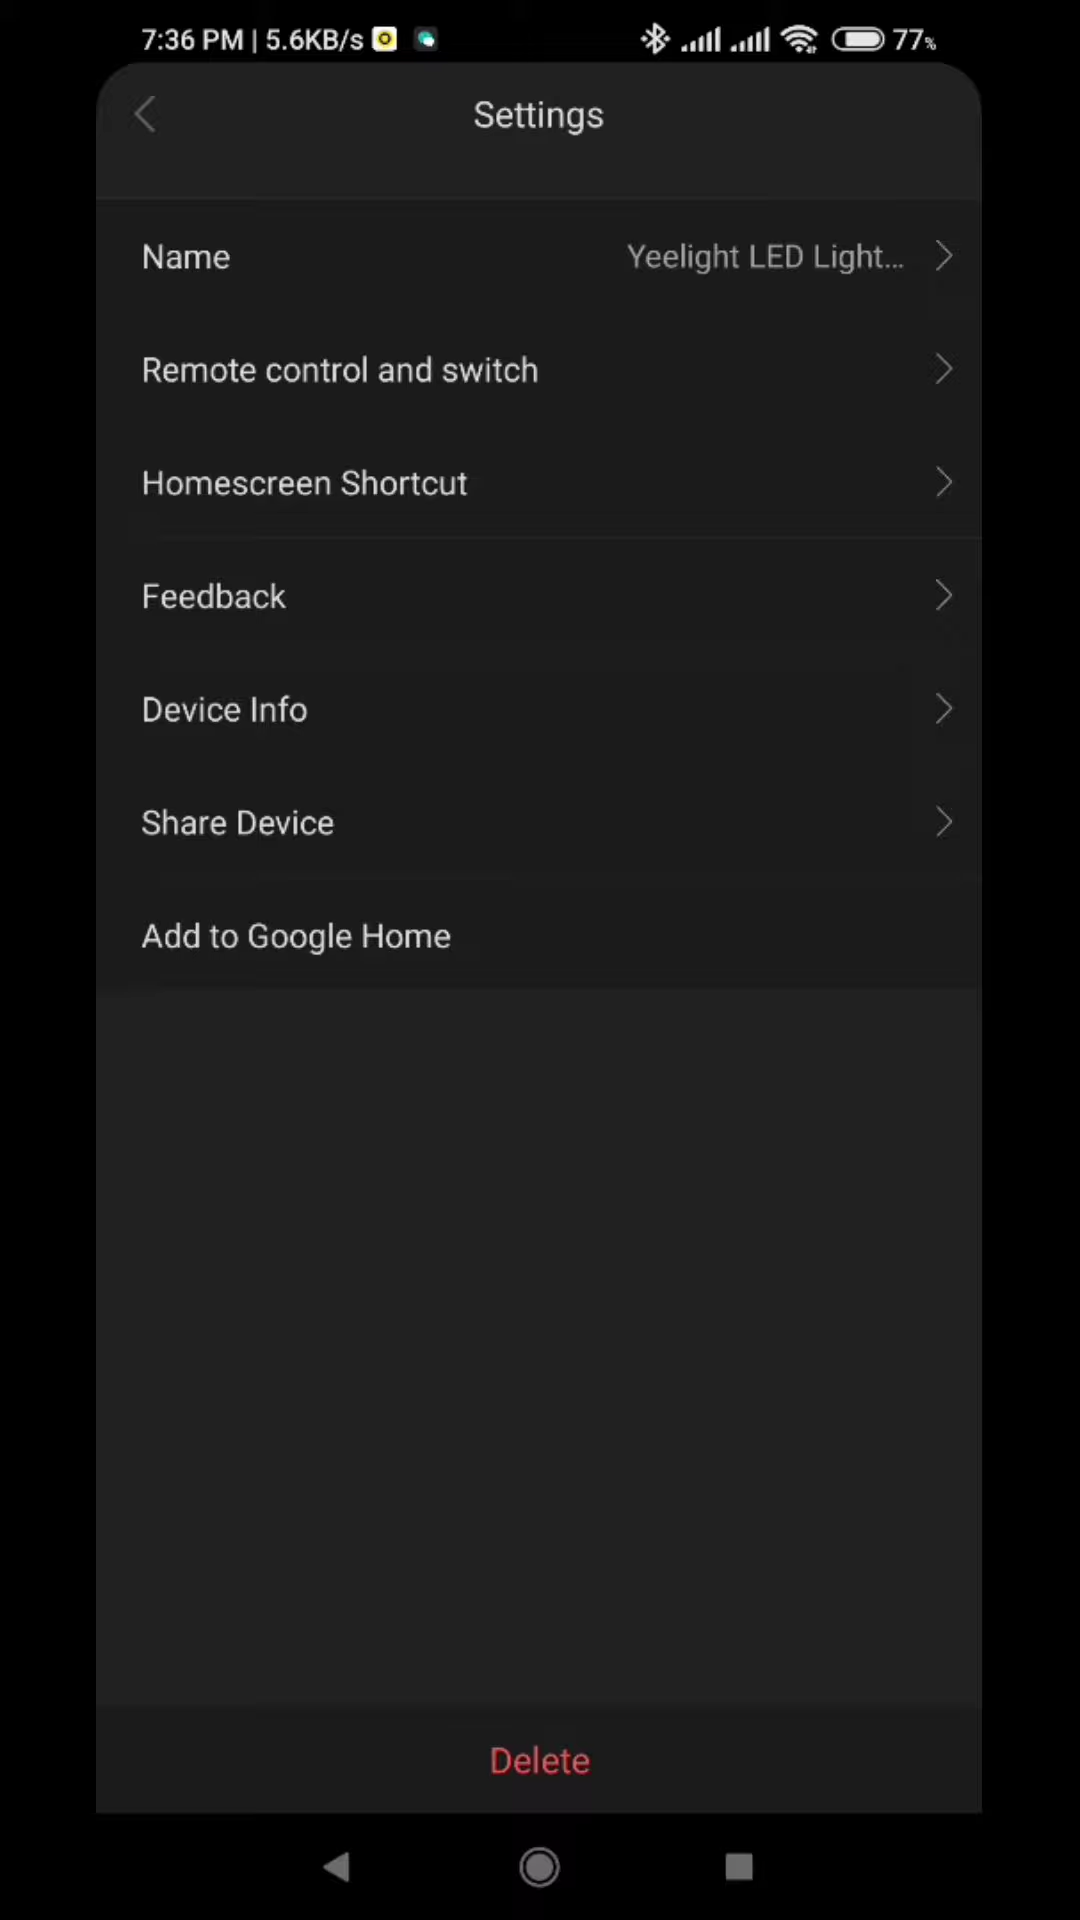 7:36 PM | 5.6KB/s 77%
Settings
Name Yeelight LED Light...
Remote control and switch
Homescreen Shortcut
Feedback
Device Info
Share Device
Add to Google Home
Delete